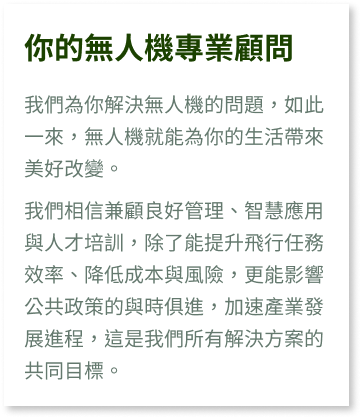 你的無人機專業顧問
我們為你解決無人機的問題，如此
一來，無人機就能為你的生活帶來
美好改變。
我們相信兼顧良好管理、智慧應用
與人才培訓，除了能提升飛行任務
效率、降低成本與風險，更能影響
公共政策的與時俱進，加速產業發
展進程，這是我們所有解決方案的
共同目標。